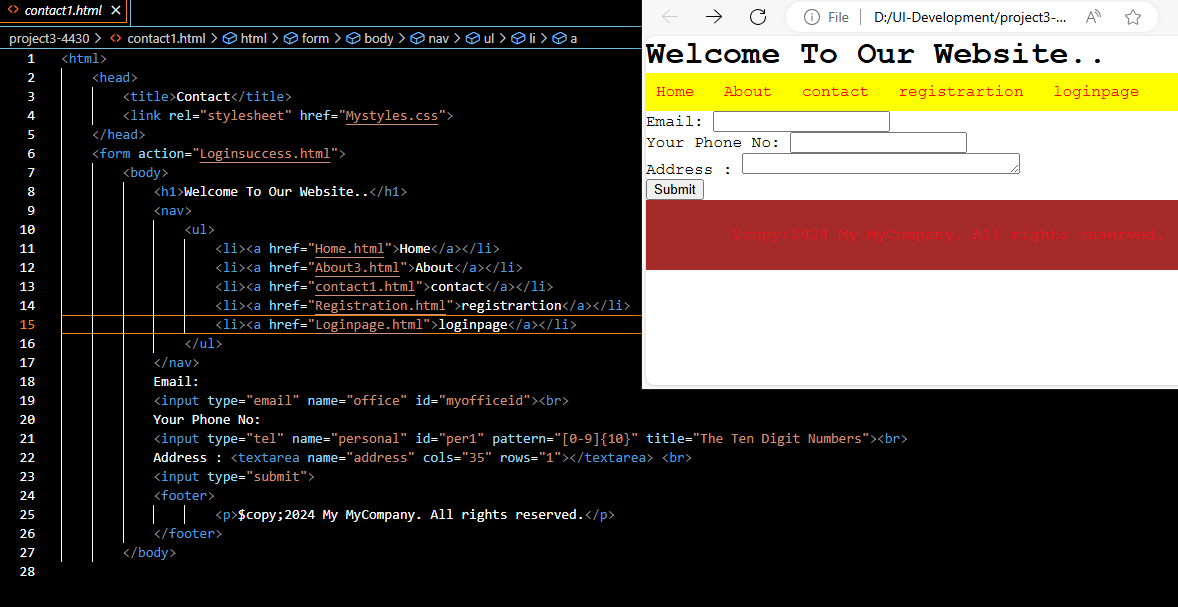 contact1.html
project3-4430 > contact1.html > html > form > body > nav > ul > li > a
1 <html>
2 <head>
3 <title>Contact</title>
4 <link rel="stylesheet" href="Mystyles.css">
5 </head>
6 <form action="Loginsuccess.html">
7 <body>
8 <h1>Welcome To Our Website..</h1>
9 <nav>
10 <ul>
11 <li><a href="Home.html">Home</a></li>
12 <li><a href="About3.html">About</a></li>
13 <li><a href="contact1.html">contact</a></li>
14 <li><a href="Registration.html">registrartion</a></li>
15 <li><a href="Loginpage.html">loginpage</a></li>
16 </ul>
17 </nav>
18 Email:
19 <input type="email" name="office" id="myofficeid"><br>
20 Your Phone No:
21 <input type="tel" name="personal" id="per1" pattern="[0-9]{10}" title="The Ten Digit Numbers"><br>
22 Address : <textarea name="address" cols="35" rows="1"></textarea> <br>
23 <input type="submit">
24 <footer>
25 <p>$copy;2024 My MyCompany. All rights reserved.</p>
26 </footer>
27 </body>
28
File D:/UI-Development/project3-...
Welcome To Our Website..
Home About contact registrartion loginpage
Email:
Your Phone No:
Address :
Submit
$copy;2024 My MyCompany. All rights reserved.